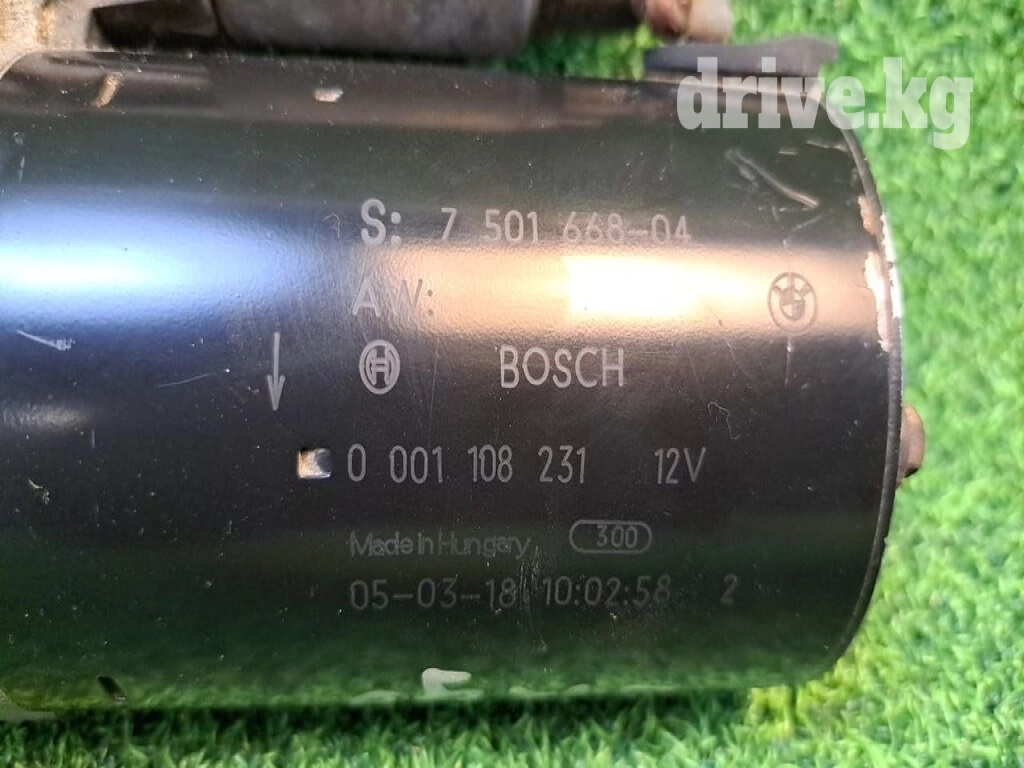 drive.kg
S: 7 501 668-04
AW:
BOSCH
0 001 108 231 12V
Made in Hungary 300
05-03-18 10:02:58 2